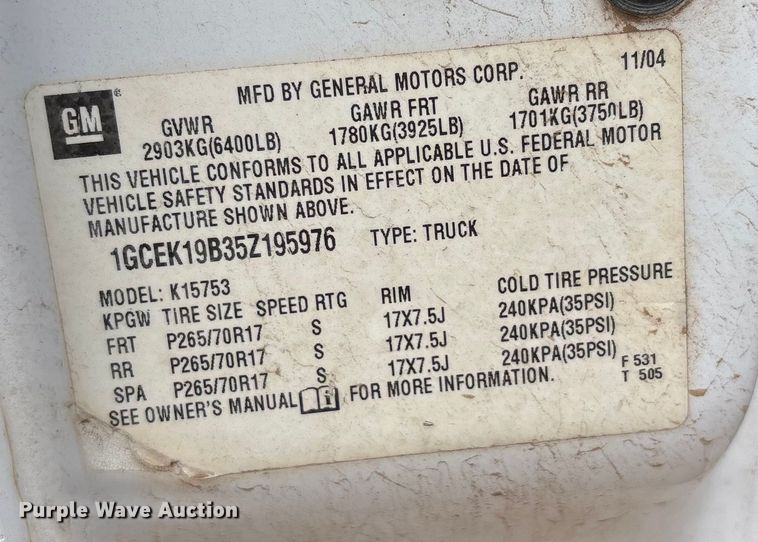 GM ® MFD BY GENERAL MOTORS CORP. 11/04
GVWR GAWR FRT GAWR RR
2903KG(6400LB) 1780KG(3925LB) 1701KG(3750LB)
THIS VEHICLE CONFORMS TO ALL APPLICABLE U.S. FEDERAL MOTOR
VEHICLE SAFETY STANDARDS IN EFFECT ON THE DATE OF
MANUFACTURE SHOWN ABOVE.
1GCEK19B35Z195976 TYPE: TRUCK
MODEL: K15753
KPGW TIRE SIZE SPEED RTG RIM COLD TIRE PRESSURE
FRT P265/70R17 S 17X7.5J 240KPA(35PSI)
RR P265/70R17 S 17X7.5J 240KPA(35PSI)
SPA P265/70R17 S 17X7.5J 240KPA(35PSI)
SEE OWNER'S MANUAL FOR MORE INFORMATION.
F 531
T 505
Purple Wave Auction